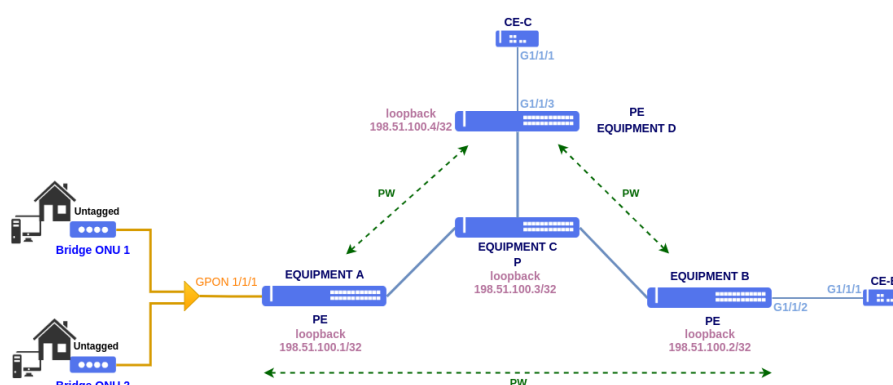 CE-C
G1/1/1
G1/1/3
loopback
198.51.100.4/32
PE
EQUIPMENT D
PW
PW
Untagged
Bridge ONU 1
EQUIPMENT C
P
loopback
198.51.100.3/32
GPON 1/1/1
EQUIPMENT A
EQUIPMENT B
G1/1/1
G1/1/2
PE
loopback
198.51.100.1/32
PE
loopback
198.51.100.2/32
Untagged
PW